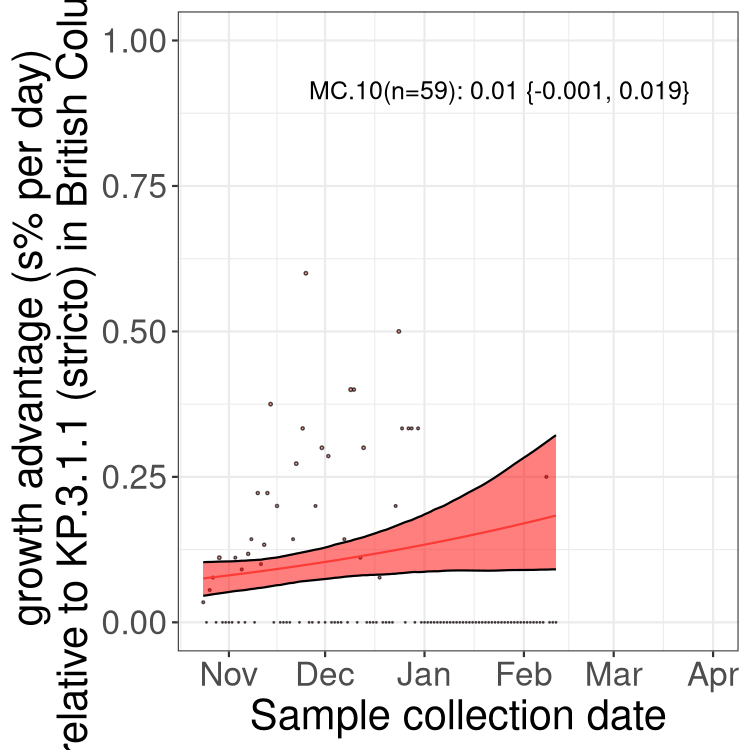 growth advantage (s% per day)
relative to KP.3.1.1 (stricto) in British Colu
1.00
0.75
0.50
0.25
0.00
MC.10(n=59): 0.01 {-0.001, 0.019}
Nov Dec Jan Feb Mar Apr
Sample collection date